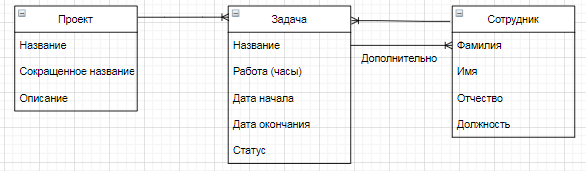 Проект
Название
Сокращенное название
Описание
Задача
Название
Работа (часы)
Дата начала
Дата окончания
Статус
Дополнительно
Сотрудник
Фамилия
Имя
Отчество
Должность